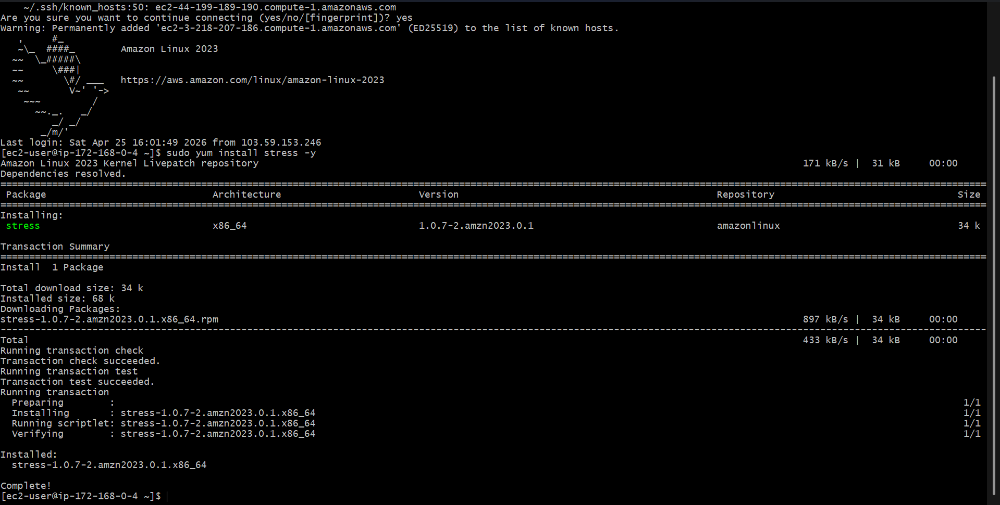 ~/.ssh/known_hosts:50: ec2-44-199-189-190.compute-1.amazonaws.com
Are you sure you want to continue connecting (yes/no/[fingerprint])? yes
Warning: Permanently added 'ec2-3-218-207-186.compute-1.amazonaws.com' (ED25519) to the list of known hosts.
   ,     #_
   ~\_  ####_        Amazon Linux 2023
  ~~  \_#####\
  ~~     \###|
  ~~       \#/ ___   https://aws.amazon.com/linux/amazon-linux-2023
   ~~       V~' '->
    ~~~         /
      ~~._.   _/
         _/ _/
       _/m/'
Last login: Sat Apr 25 16:01:49 2026 from 103.59.153.246
[ec2-user@ip-172-168-0-4 ~]$ sudo yum install stress -y
Amazon Linux 2023 Kernel Livepatch repository 171 kB/s |  31 kB     00:00
Dependencies resolved.
================================================================================
 Package Architecture Version Repository Size
================================================================================
Installing:
 stress x86_64 1.0.7-2.amzn2023.0.1 amazonlinux 34 k

Transaction Summary
================================================================================
Install  1 Package

Total download size: 34 k
Installed size: 68 k
Downloading Packages:
stress-1.0.7-2.amzn2023.0.1.x86_64.rpm 897 kB/s |  34 kB     00:00
--------------------------------------------------------------------------------
Total 433 kB/s |  34 kB     00:00
Running transaction check
Transaction check succeeded.
Running transaction test
Transaction test succeeded.
Running transaction
  Preparing        : 1/1
  Installing       : stress-1.0.7-2.amzn2023.0.1.x86_64 1/1
  Running scriptlet: stress-1.0.7-2.amzn2023.0.1.x86_64 1/1
  Verifying        : stress-1.0.7-2.amzn2023.0.1.x86_64 1/1

Installed:
  stress-1.0.7-2.amzn2023.0.1.x86_64

Complete!
[ec2-user@ip-172-168-0-4 ~]$